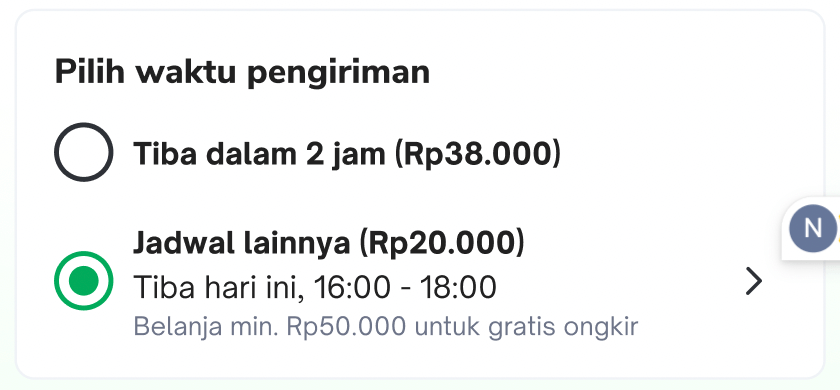 Pilih waktu pengiriman
Tiba dalam 2 jam (Rp38.000)
Jadwal lainnya (Rp20.000)
N
Tiba hari ini, 16:00 - 18:00
Belanja min. Rp50.000 untuk gratis ongkir